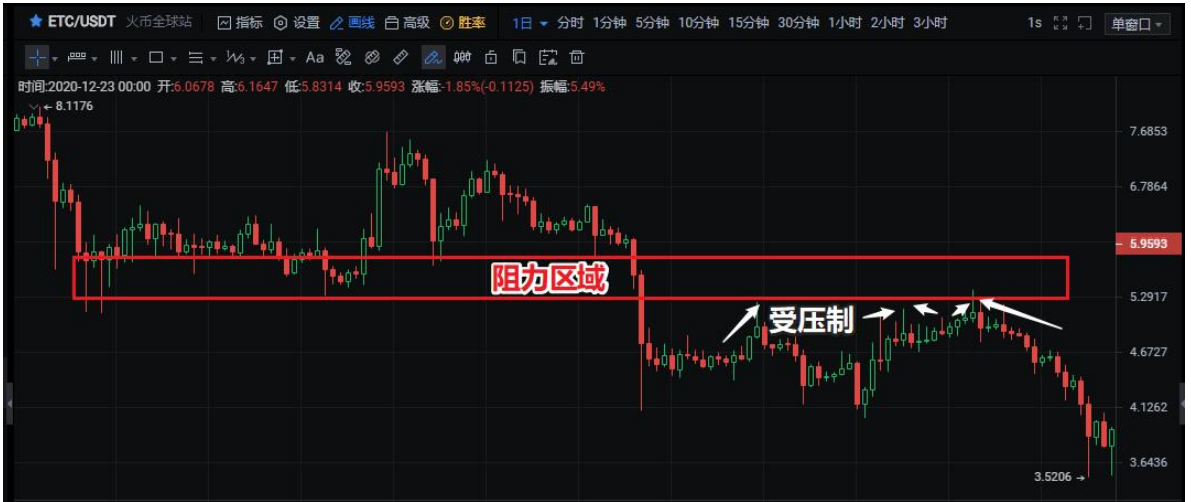 ETC/USDT 火币全球站 指标 设置 画线 高级 胜率 1日 分时 1分钟 5分钟 10分钟 15分钟 30分钟 1小时 2小时 3小时 1s 单窗口
Aa
时间:2020-12-23 00:00 开:6.0678 高:6.1647 低:5.8314 收:5.9593 涨幅:-1.85%(-0.1125) 振幅:5.49%
← 8.1176
7.6853
6.7864
5.9593
阻力区域
5.2917
受压制
4.6727
4.1262
3.6436
3.5206 →